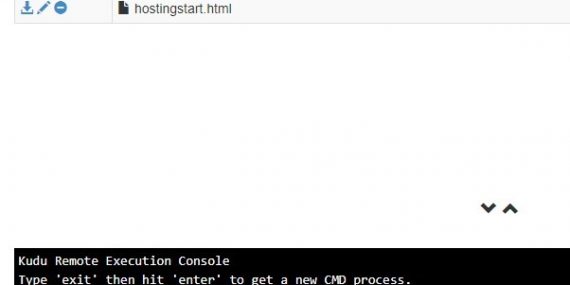 hostingstart.html
Kudu Remote Execution Console
Type 'exit' then hit 'enter' to get a new CMD process.